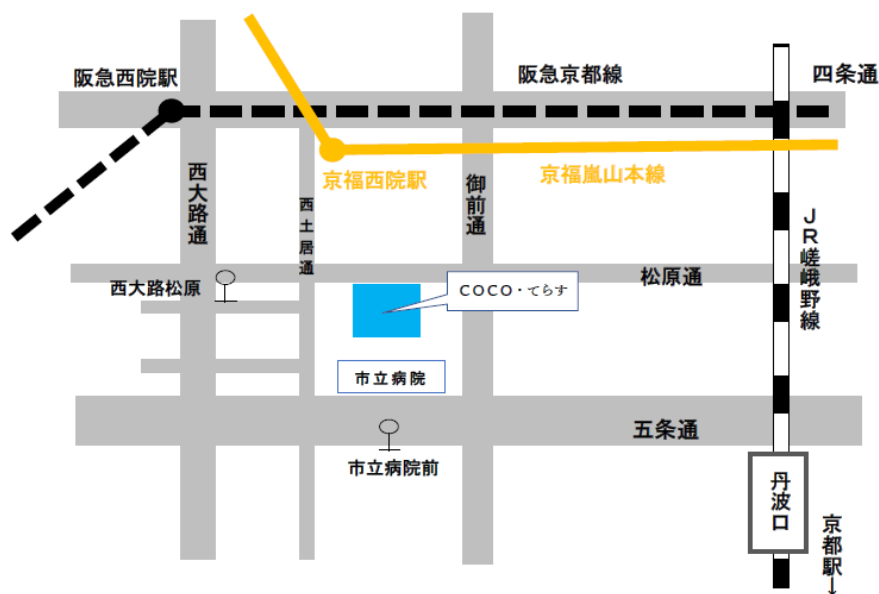 阪急西院駅
阪急京都線
四条通
京福西院駅
京福嵐山本線
西大路通
西土居通
御前通
JR嵯峨野線
西大路松原
松原通
COCO・てらす
市立病院
五条通
市立病院前
丹波口
京都駅→